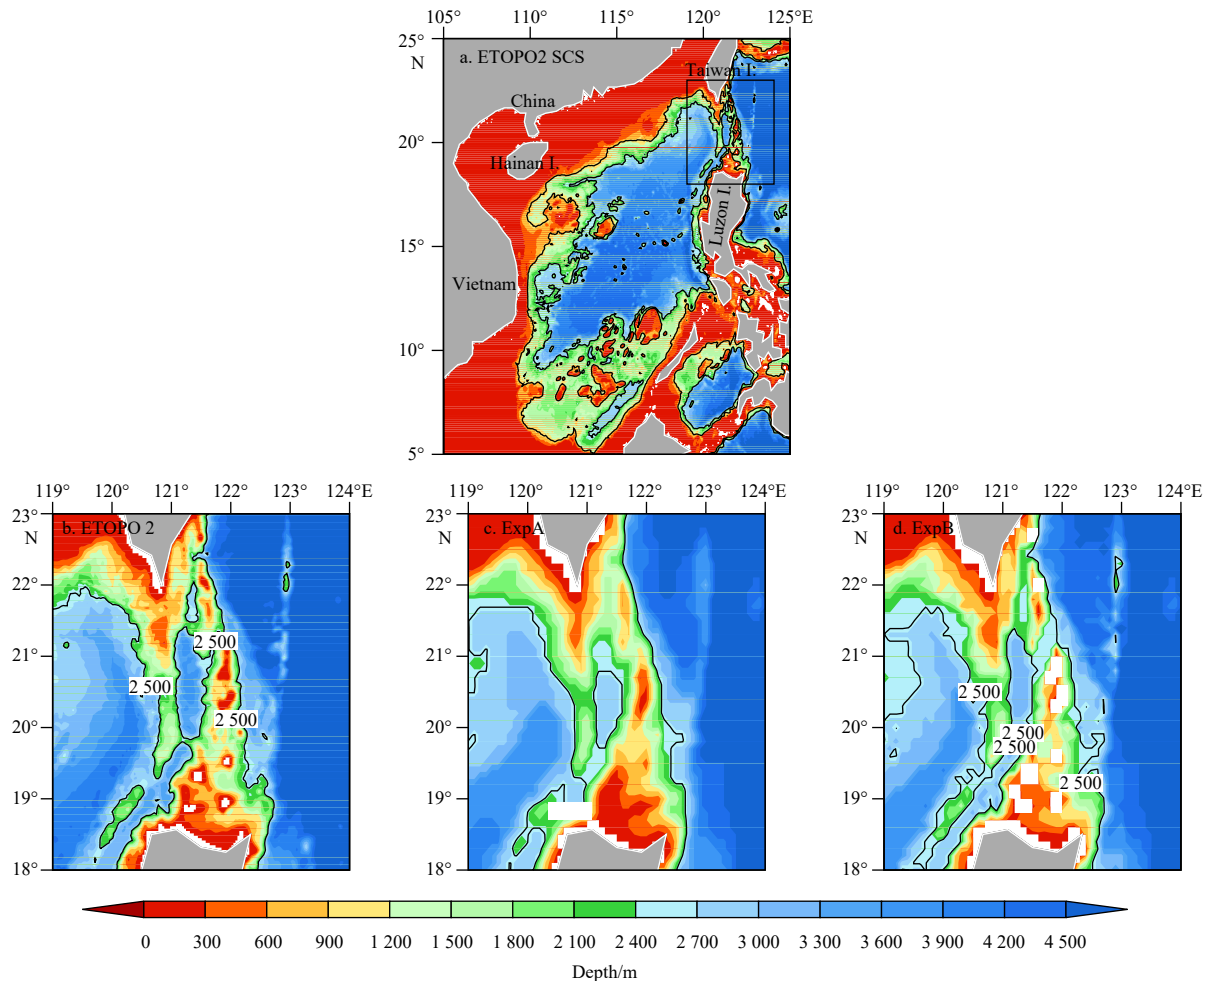 105° 110° 115° 120° 125°E
25°
N
a. ETOPO2 SCS
Taiwan I.
China
20°
Hainan I.
Luzon I.
15°
Vietnam
10°
5°
119° 120° 121° 122° 123° 124°E
119° 120° 121° 122° 123° 124°E
119° 120° 121° 122° 123° 124°E
23°
N
b. ETOPO 2
22°
21°
20°
19°
18°
2 500
2 500
2 500
23°
N
c. ExpA
22°
21°
20°
19°
18°
23°
N
d. ExpB
22°
21°
20°
19°
18°
2 500
2 500
2 500
2 500
0 300 600 900 1 200 1 500 1 800 2 100 2 400 2 700 3 000 3 300 3 600 3 900 4 200 4 500
Depth/m